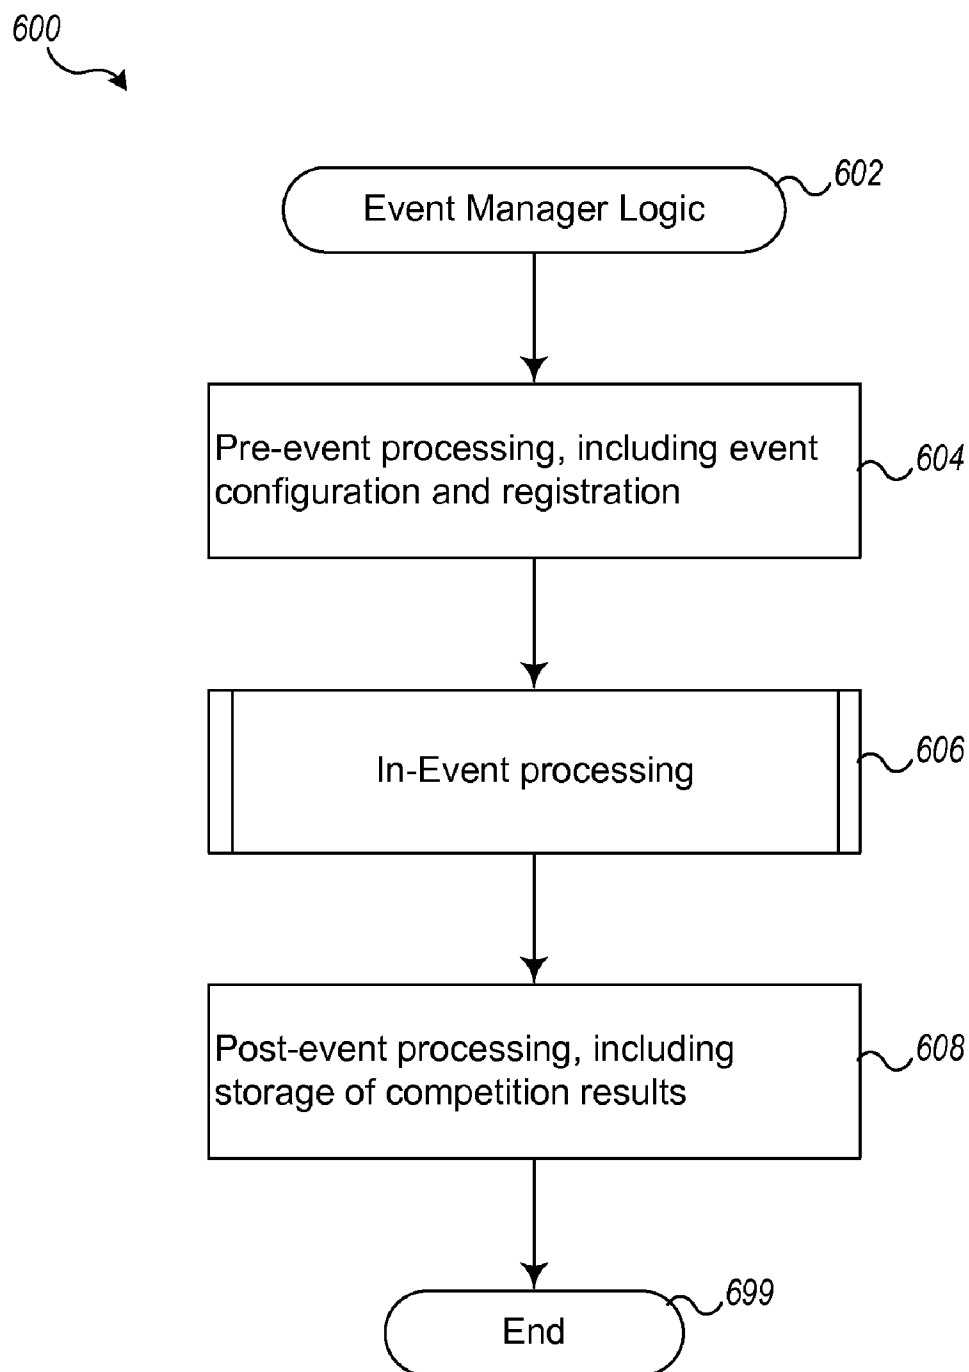 600
602
Event Manager Logic
Pre-event processing, including event
configuration and registration
604
In-Event processing
606
Post-event processing, including
storage of competition results
608
699
End